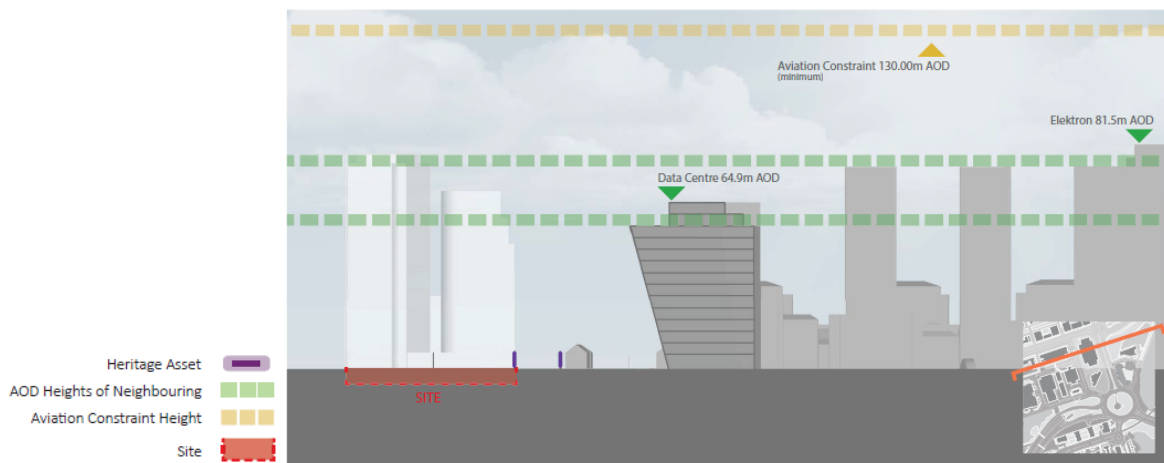 Aviation Constraint 130.00m AOD
(minimum)
Elektron 81.5m AOD
Data Centre 64.9m AOD
Heritage Asset
AOD Heights of Neighbouring
Aviation Constraint Height
Site
SITE